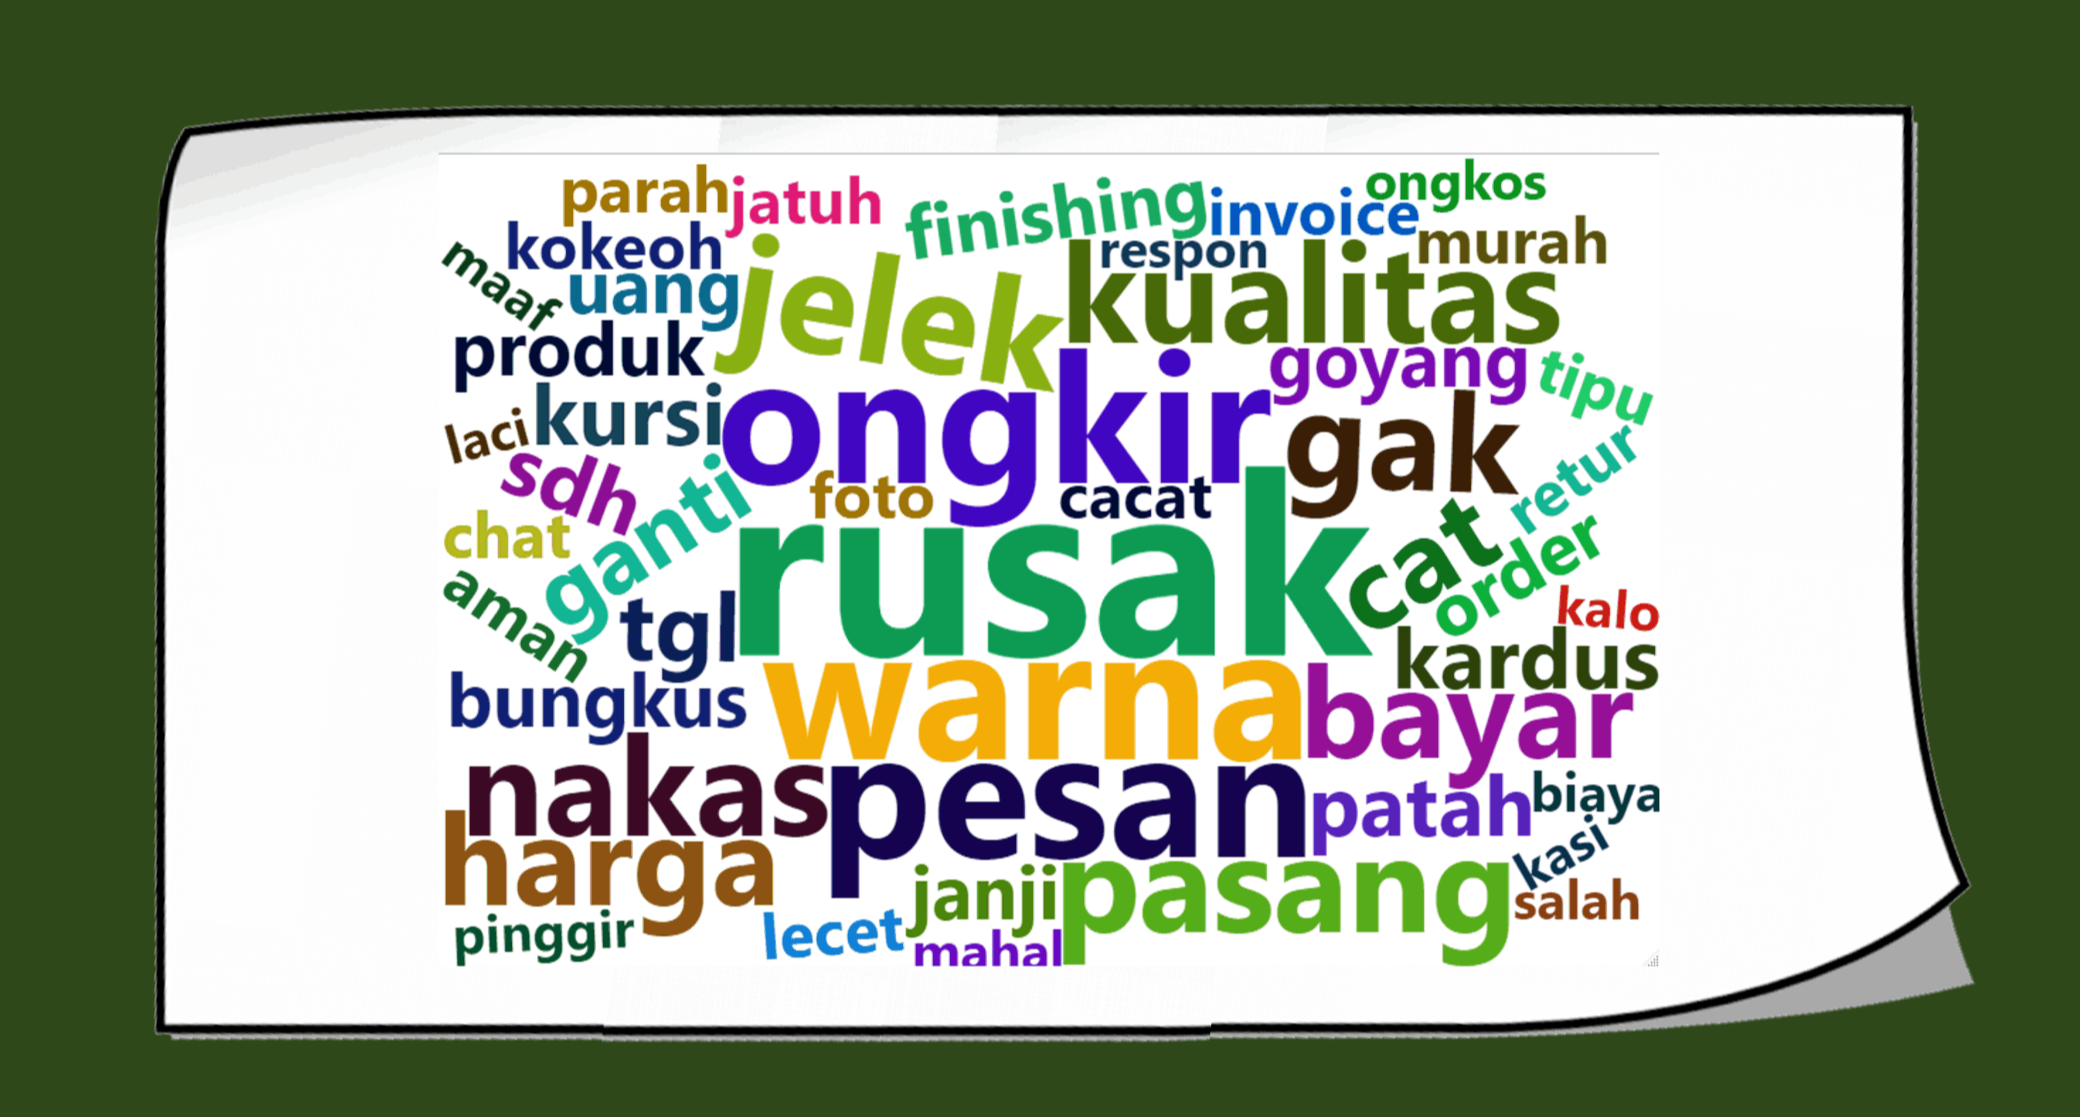 parah
jatuh
finishing
invoice
ongkos
maaf
kokeoh
respon
murah
uang
jelek
kualitas
produk
goyang
tipu
laci
kursi
ongkir
gak
retur
sdh
ganti
foto
cacat
chat
rusak
cat
order
aman
tgl
kalo
kardus
bungkus
warna
bayar
nakas
pesan
patah
biaya
harga
kasi
janji
pasang
salah
pinggir
lecet
mahal